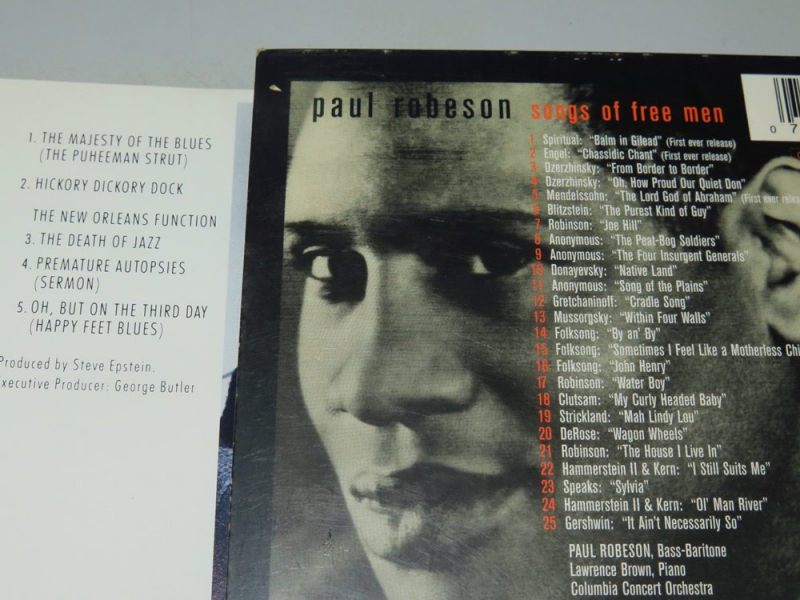 1. THE MAJESTY OF THE BLUES
(THE PUHEEMAN STRUT)
2. HICKORY DICKORY DOCK
THE NEW ORLEANS FUNCTION
3. THE DEATH OF JAZZ
4. PREMATURE AUTOPSIES
(SERMON)
5. OH, BUT ON THE THIRD DAY
(HAPPY FEET BLUES)
Produced by Steve Epstein.
Executive Producer: George Butler
paul robeson songs of free men
0 7
1 Spiritual: "Balm in Gilead" (First ever release)
2 Engel: "Chassidic Chant" (First ever release)
3 Dzerzhinsky: "From Border to Border"
4 Dzerzhinsky: "Oh, How Proud Our Quiet Don"
5 Mendelssohn: "The Lord God of Abraham" (First ever relea
6 Blitzstein: "The Purest Kind of Guy"
7 Robinson: "Joe Hill"
8 Anonymous: "The Peat-Bog Soldiers"
9 Anonymous: "The Four Insurgent Generals"
10 Donayevsky: "Native Land"
11 Anonymous: "Song of the Plains"
12 Gretchaninoff: "Cradle Song"
13 Mussorgsky: "Within Four Walls"
14 Folksong: "By an' By"
15 Folksong: "Sometimes I Feel Like a Motherless Chi
16 Folksong: "John Henry"
17 Robinson: "Water Boy"
18 Clutsam: "My Curly Headed Baby"
19 Strickland: "Mah Lindy Lou"
20 DeRose: "Wagon Wheels"
21 Robinson: "The House I Live In"
22 Hammerstein II & Kern: "I Still Suits Me"
23 Speaks: "Sylvia"
24 Hammerstein II & Kern: "Ol' Man River"
25 Gershwin: "It Ain't Necessarily So"
PAUL ROBESON, Bass-Baritone
Lawrence Brown, Piano
Columbia Concert Orchestra